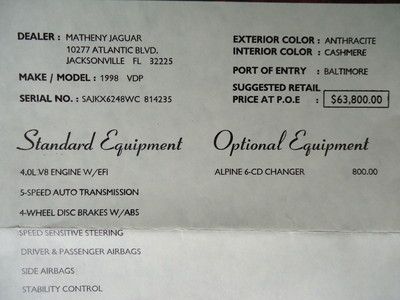 DEALER : MATHENY JAGUAR
10277 ATLANTIC BLVD.
JACKSONVILLE FL 32225
MAKE / MODEL : 1998 VDP
SERIAL NO. : SAJKX6248WC 814235
EXTERIOR COLOR : ANTHRACITE
INTERIOR COLOR : CASHMERE
PORT OF ENTRY : BALTIMORE
SUGGESTED RETAIL
PRICE AT P.O.E : $63,800.00
Standard Equipment
4.0L V8 ENGINE W/EFI
5-SPEED AUTO TRANSMISSION
4-WHEEL DISC BRAKES W/ABS
SPEED SENSITIVE STEERING
DRIVER & PASSENGER AIRBAGS
SIDE AIRBAGS
STABILITY CONTROL
Optional Equipment
ALPINE 6-CD CHANGER 800.00